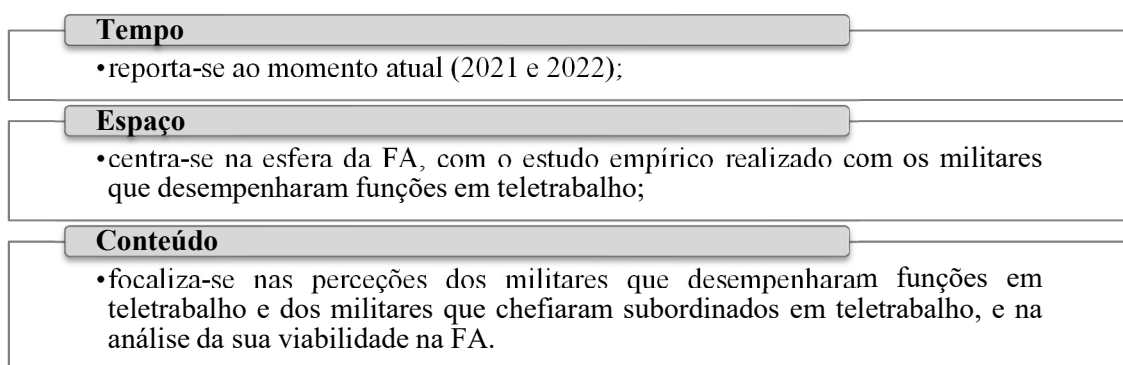 Tempo
•reporta-se ao momento atual (2021 e 2022);
Espaço
•centra-se na esfera da FA, com o estudo empírico realizado com os militares
que desempenharam funções em teletrabalho;
Conteúdo
•focaliza-se nas perceções dos militares que desempenharam funções em
teletrabalho e dos militares que chefiaram subordinados em teletrabalho, e na
análise da sua viabilidade na FA.